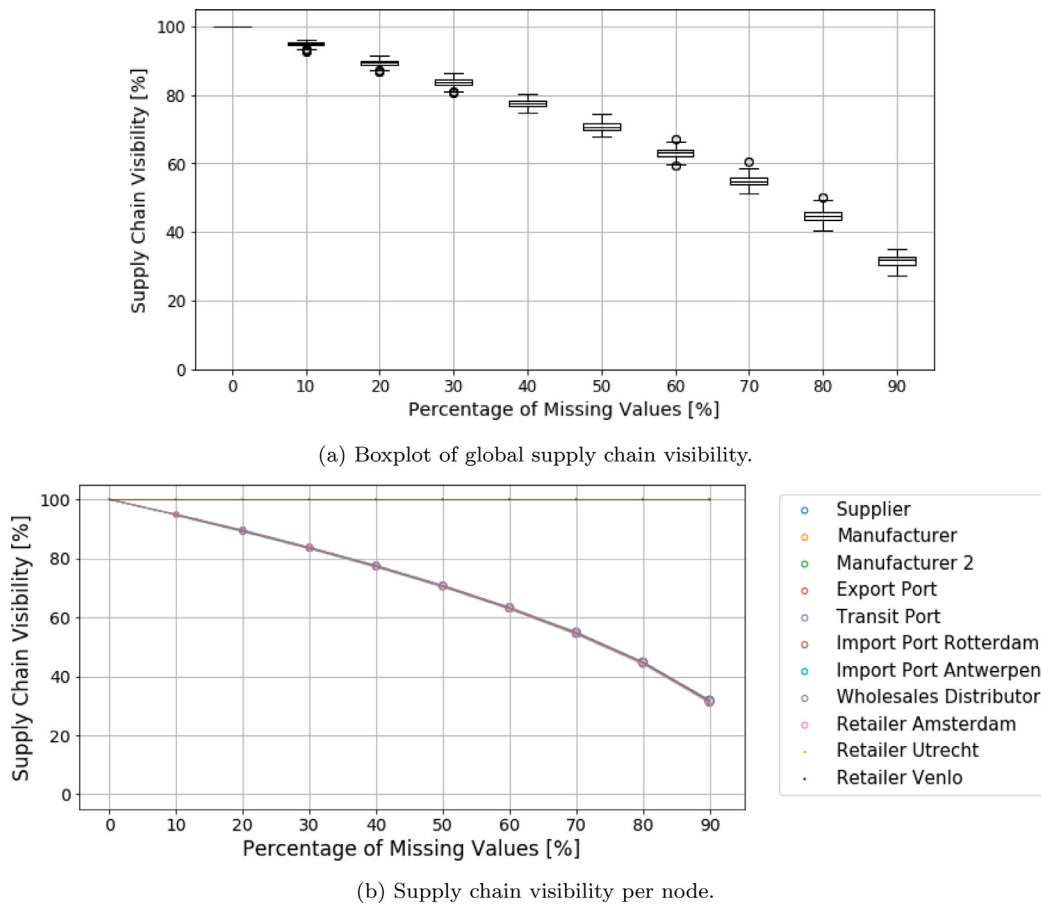 100
80
60
40
20
0
Supply Chain Visibility [%]
0 10 20 30 40 50 60 70 80 90
Percentage of Missing Values [%]
(a) Boxplot of global supply chain visibility.
100
80
60
40
20
0
Supply Chain Visibility [%]
0 10 20 30 40 50 60 70 80 90
Percentage of Missing Values [%]
Supplier
Manufacturer
Manufacturer 2
Export Port
Transit Port
Import Port Rotterdam
Import Port Antwerpen
Wholesales Distributor
Retailer Amsterdam
Retailer Utrecht
Retailer Venlo
(b) Supply chain visibility per node.